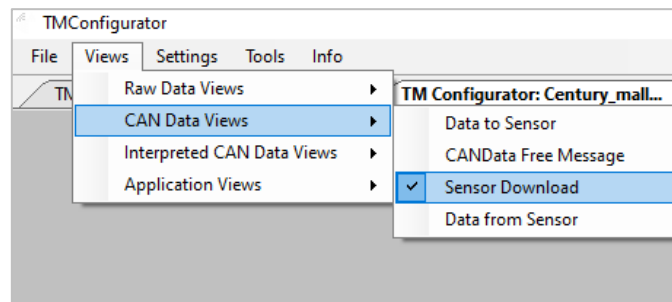 TMConfigurator
File Views Settings Tools Info
TM
TM Configurator: Century_mall...
Raw Data Views
CAN Data Views
Interpreted CAN Data Views
Application Views
Data to Sensor
CANData Free Message
Sensor Download
Data from Sensor